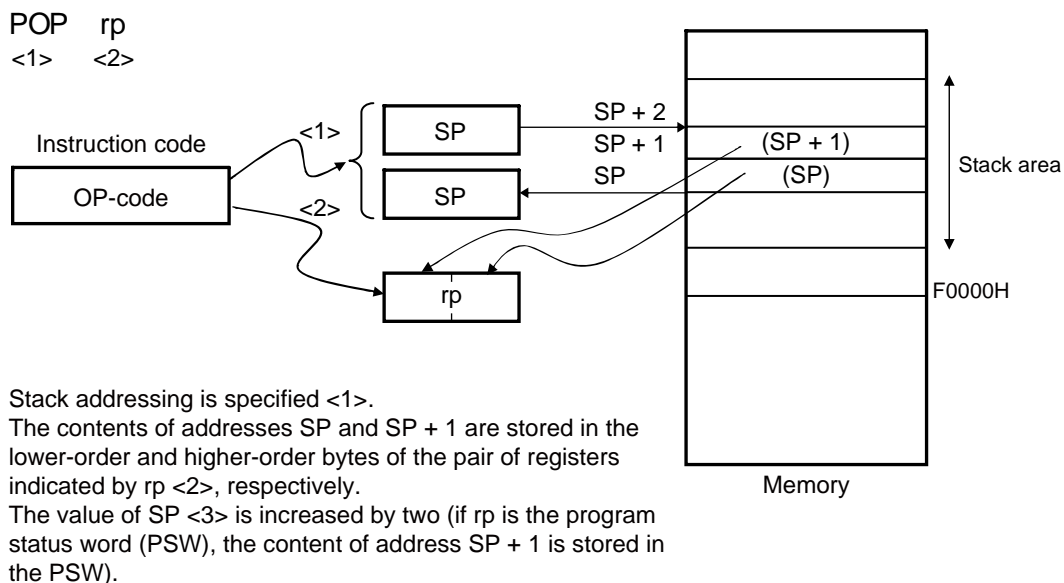 POP rp
<1> <2>
Instruction code
OP-code
<1>
<2>
SP
SP
rp
SP + 2
SP + 1
SP
(SP + 1)
(SP)
Stack area
F0000H
Memory
Stack addressing is specified <1>.
The contents of addresses SP and SP + 1 are stored in the
lower-order and higher-order bytes of the pair of registers
indicated by rp <2>, respectively.
The value of SP <3> is increased by two (if rp is the program
status word (PSW), the content of address SP + 1 is stored in
the PSW).